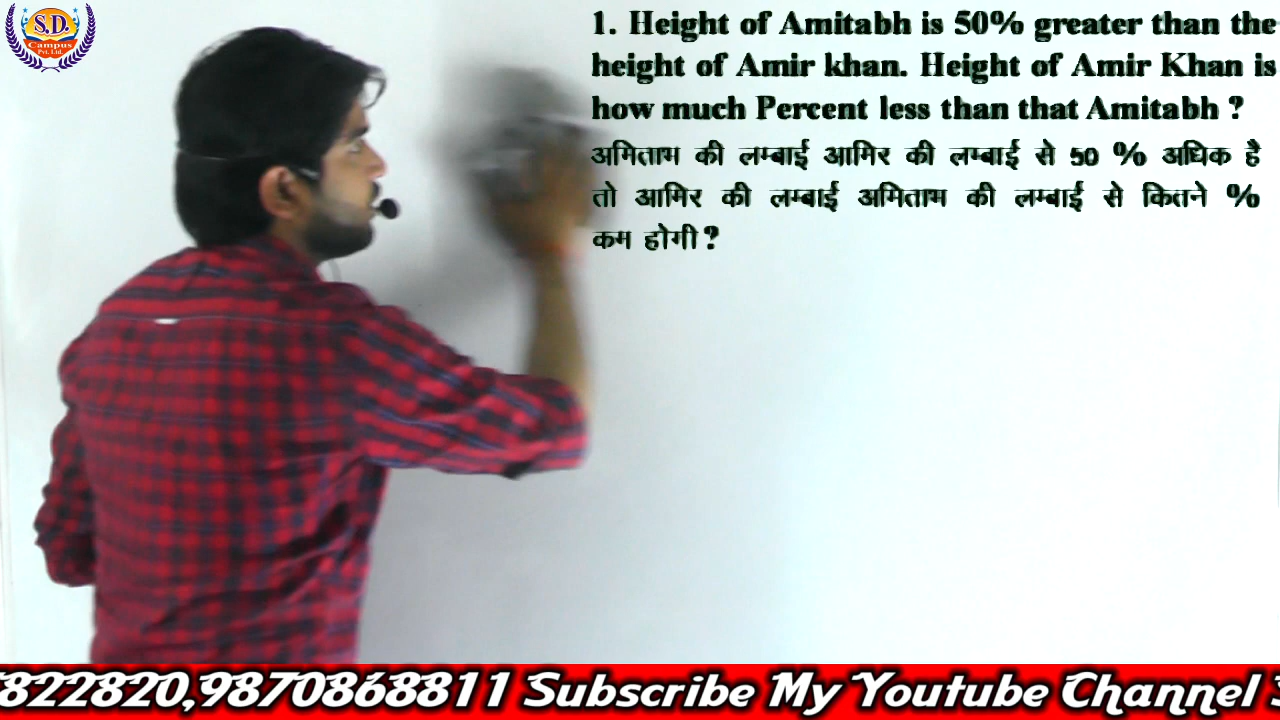 S.D.
Campus
Pvt. Ltd.
1. Height of Amitabh is 50% greater than the
height of Amir khan. Height of Amir Khan is
how much Percent less than that Amitabh ?
अमिताभ की लम्बाई आमिर की लम्बाई से 50 % अधिक है
तो आमिर की लम्बाई अमिताभ की लम्बाई से कितने %
कम होगी ?
822820,9870868811 Subscribe My Youtube Channel